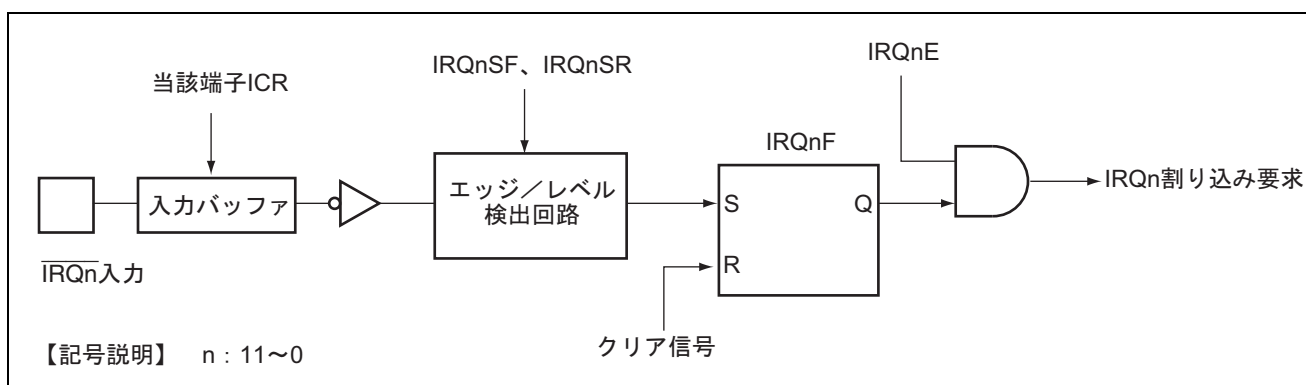 IRQnE
IRQnSF、IRQnSR
当該端子ICR
IRQnF
入力バッファ
エッジ／レベル
検出回路
S
Q
R
IRQn割り込み要求
IRQn入力
クリア信号
【記号説明】 n：11～0